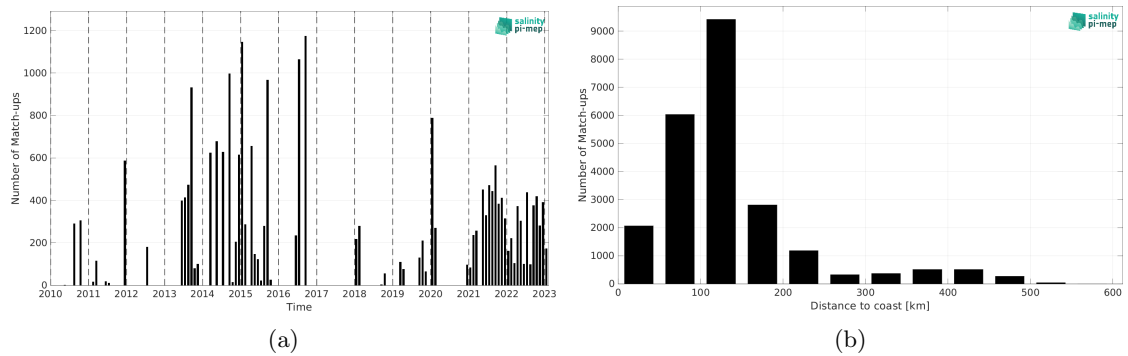 salinity
pi-mep
1200
1000
800
600
400
200
0
Number of Match-ups
2010 2011 2012 2013 2014 2015 2016 2017 2018 2019 2020 2021 2022 2023
Time
(a)
salinity
pi-mep
9000
8000
7000
6000
5000
4000
3000
2000
1000
0
Number of Match-ups
0 100 200 300 400 500 600
Distance to coast [km]
(b)